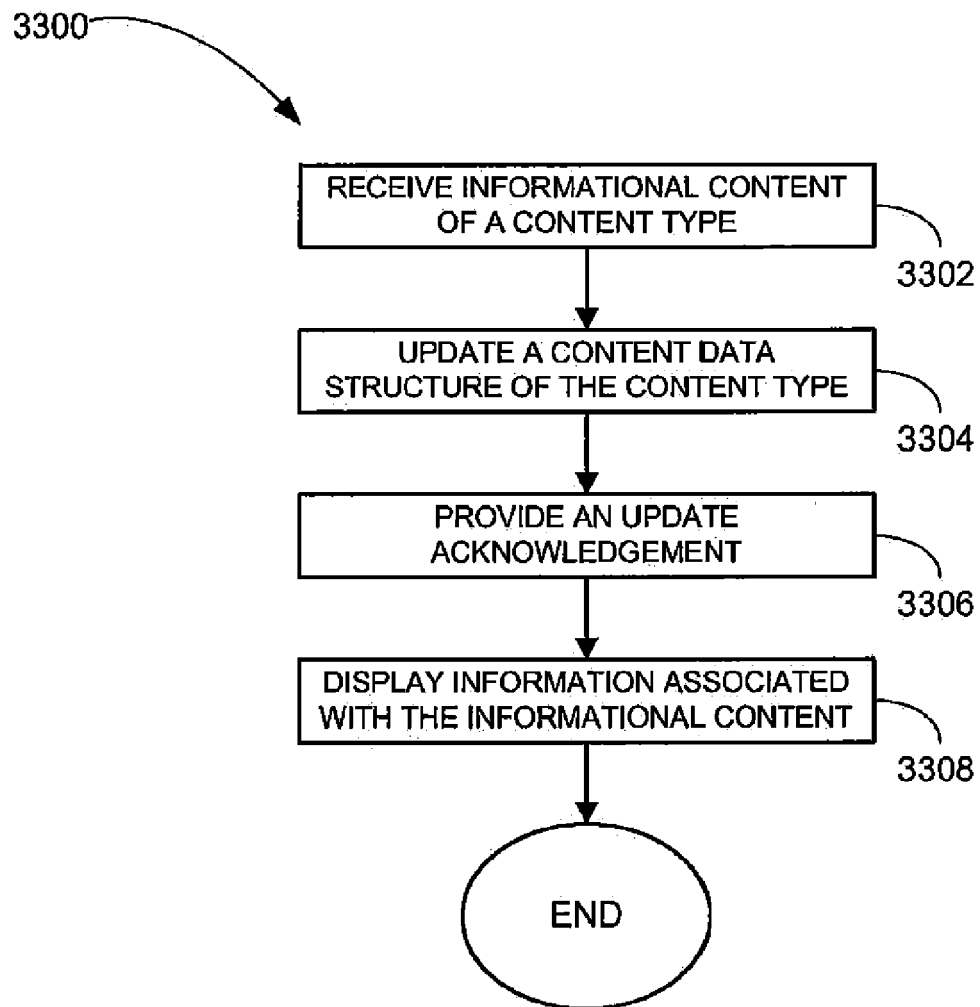 3300
RECEIVE INFORMATIONAL CONTENT
OF A CONTENT TYPE
3302
UPDATE A CONTENT DATA
STRUCTURE OF THE CONTENT TYPE
3304
PROVIDE AN UPDATE
ACKNOWLEDGEMENT
3306
DISPLAY INFORMATION ASSOCIATED
WITH THE INFORMATIONAL CONTENT
3308
END